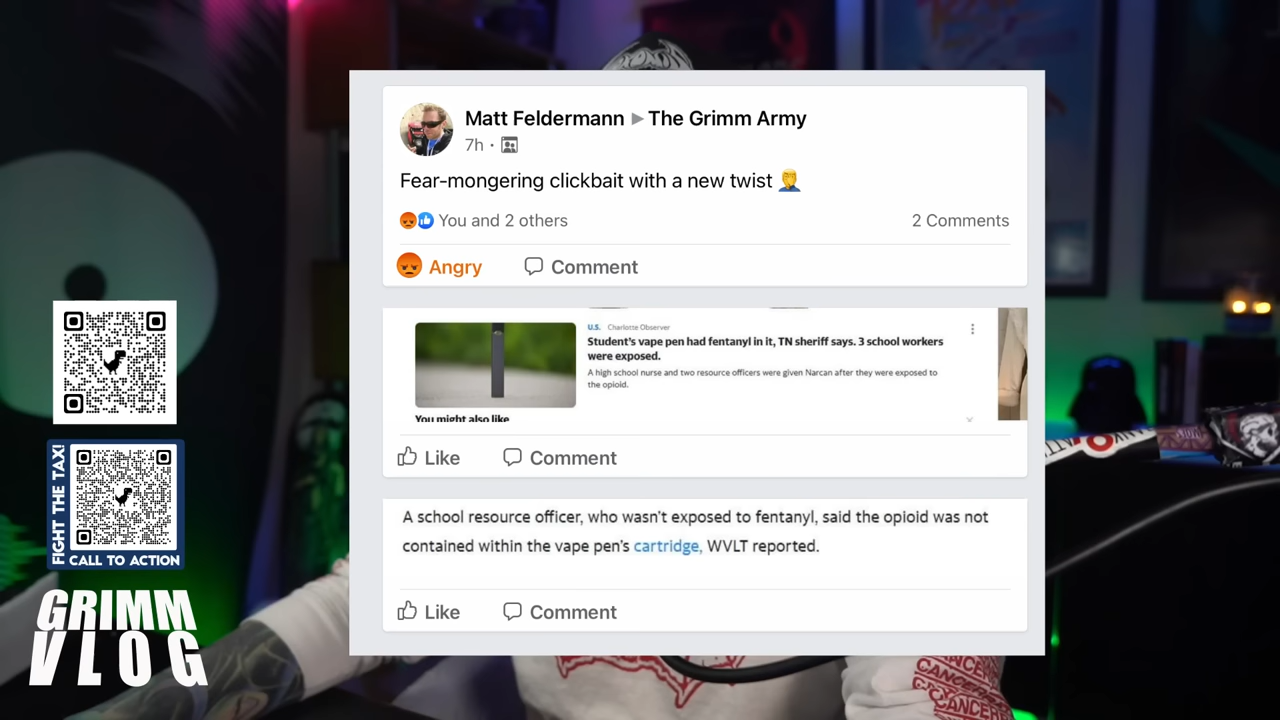 Matt Feldermann ▶ The Grimm Army
7h ·
Fear-mongering clickbait with a new twist 🤦‍♂️
You and 2 others
2 Comments
Angry
Comment
U.S. Charlotte Observer
Student's vape pen had fentanyl in it, TN sheriff says. 3 school workers
were exposed.
A high school nurse and two resource officers were given Narcan after they were exposed to
the opioid.
You might also like
Like
Comment
A school resource officer, who wasn't exposed to fentanyl, said the opioid was not
contained within the vape pen's cartridge, WVLT reported.
Like
Comment
FIGHT THE TAX!
CALL TO ACTION
GRIMM
VLOG